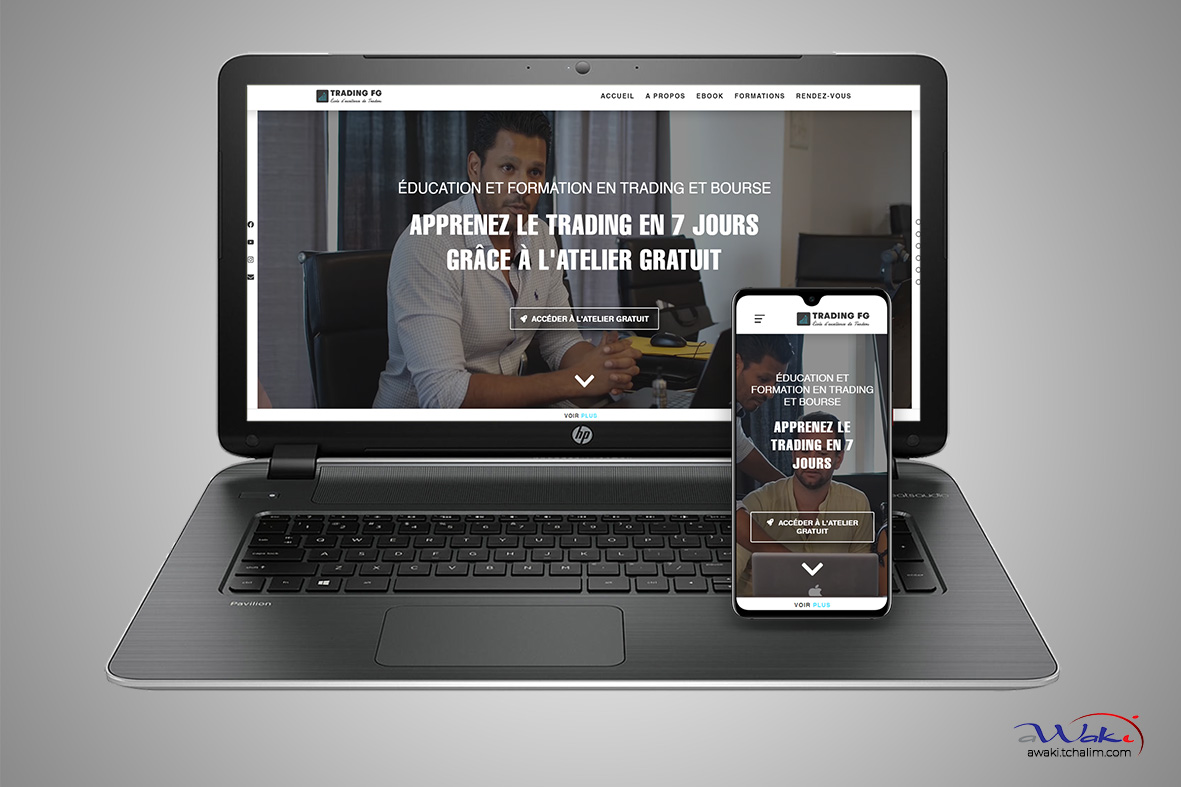 TRADING FG
École d'excellence de Traders
ACCUEIL A PROPOS EBOOK FORMATIONS RENDEZ-VOUS
ÉDUCATION ET FORMATION EN TRADING ET BOURSE
APPRENEZ LE TRADING EN 7 JOURS
GRÂCE À L'ATELIER GRATUIT
ACCÉDER À L'ATELIER GRATUIT
VOIR PLUS
hp
TRADING FG
École d'excellence de Traders
ÉDUCATION ET
FORMATION EN TRADING
ET BOURSE
APPRENEZ LE
TRADING EN 7
JOURS
ACCÉDER À L'ATELIER
GRATUIT
VOIR PLUS
Q W E R T Y U I O P
A S D F G H J K L
Z X C V B N M
Pavilion
aWaki
awaki.tchalim.com